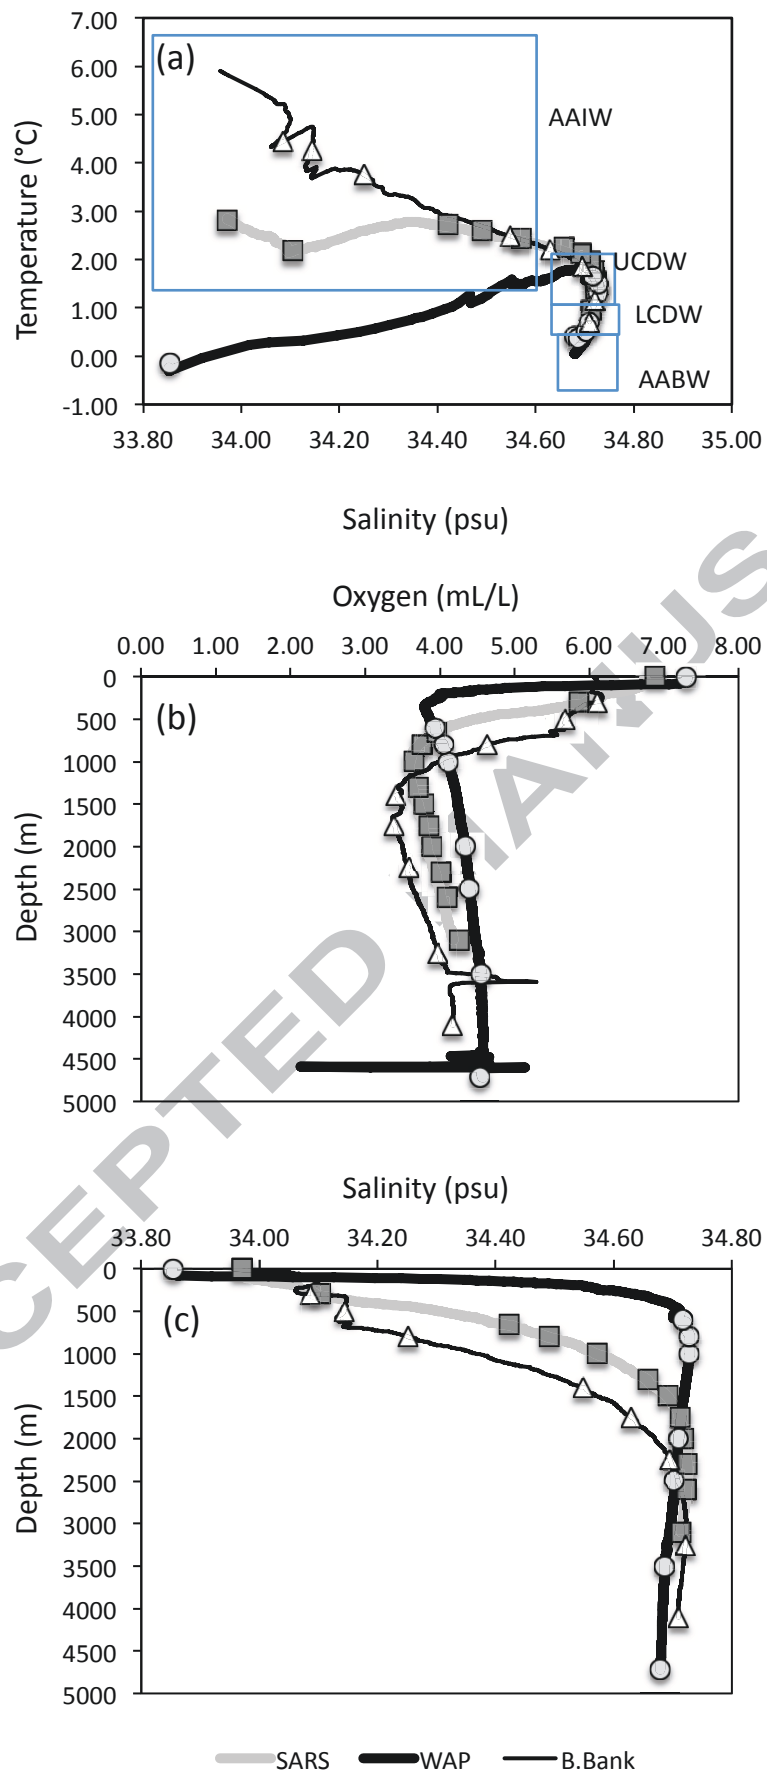 7.00
(a)
6.00
5.00
AAIW
4.00
3.00
2.00
UCDW
1.00
LCDW
0.00
AABW
-1.00
33.80 34.00 34.20 34.40 34.60 34.80 35.00
Temperature (°C)
Salinity (psu)
Oxygen (mL/L)
0.00 1.00 2.00 3.00 4.00 5.00 6.00 7.00 8.00
0
(b)
500
1000
1500
2000
2500
3000
3500
4000
4500
5000
Depth (m)
Salinity (psu)
33.80 34.00 34.20 34.40 34.60 34.80
0
(c)
500
1000
1500
2000
2500
3000
3500
4000
4500
5000
Depth (m)
SARS WAP B.Bank
CEPTED MANUS